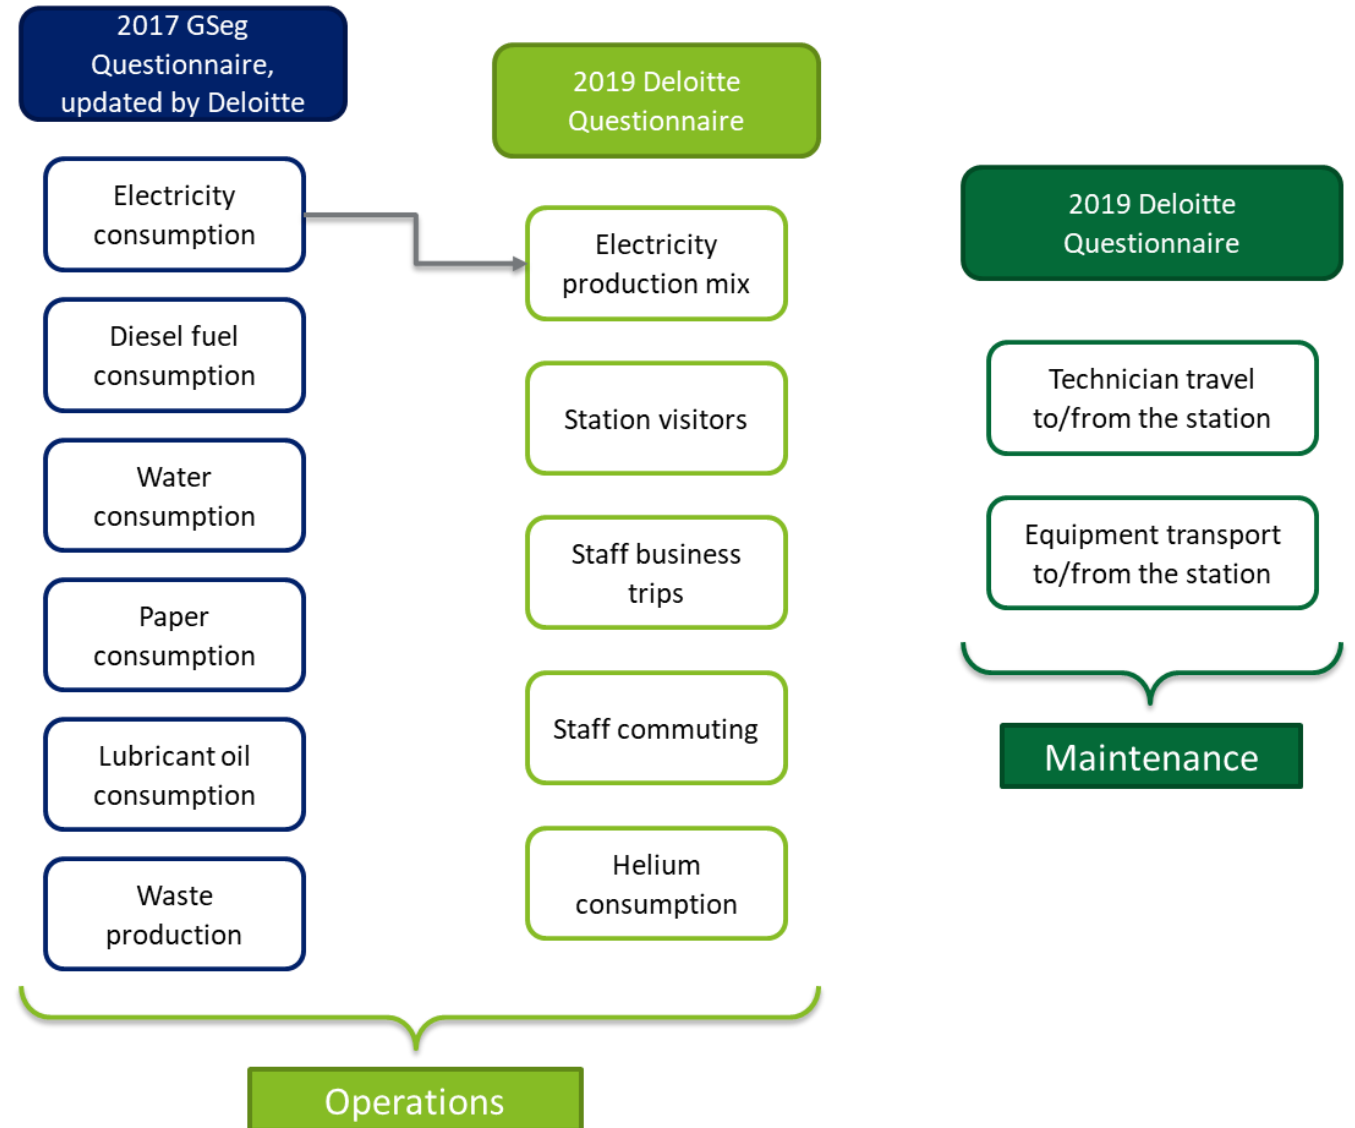 2017 GSeg
Questionnaire,
updated by Deloitte
Electricity
consumption
Diesel fuel
consumption
Water
consumption
Paper
consumption
Lubricant oil
consumption
Waste
production
2019 Deloitte
Questionnaire
Electricity
production mix
Station visitors
Staff business
trips
Staff commuting
Helium
consumption
Operations
2019 Deloitte
Questionnaire
Technician travel
to/from the station
Equipment transport
to/from the station
Maintenance